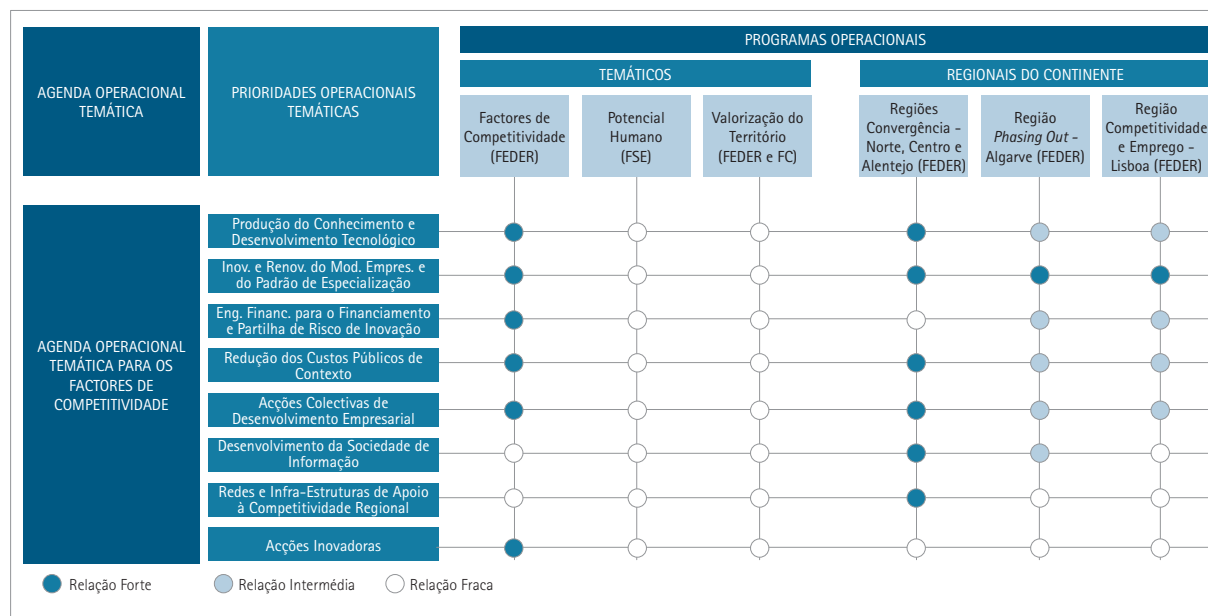 AGENDA OPERACIONAL
TEMÁTICA
PRIORIDADES OPERACIONAIS
TEMÁTICAS
PROGRAMAS OPERACIONAIS
TEMÁTICOS
REGIONAIS DO CONTINENTE
Factores de
Competitividade
(FEDER)
Potencial
Humano
(FSE)
Valorização do
Território
(FEDER e FC)
Regiões
Convergência -
Norte, Centro e
Alentejo (FEDER)
Região
Phasing Out -
Algarve (FEDER)
Região
Competitividade
e Emprego -
Lisboa (FEDER)
AGENDA OPERACIONAL
TEMÁTICA PARA OS
FACTORES DE
COMPETITIVIDADE
Produção do Conhecimento e
Desenvolvimento Tecnológico
Inov. e Renov. do Mod. Empres. e
do Padrão de Especialização
Eng. Financ. para o Financiamento
e Partilha de Risco de Inovação
Redução dos Custos Públicos de
Contexto
Acções Colectivas de
Desenvolvimento Empresarial
Desenvolvimento da Sociedade de
Informação
Redes e Infra-Estruturas de Apoio
à Competitividade Regional
Acções Inovadoras
Relação Forte
Relação Intermédia
Relação Fraca